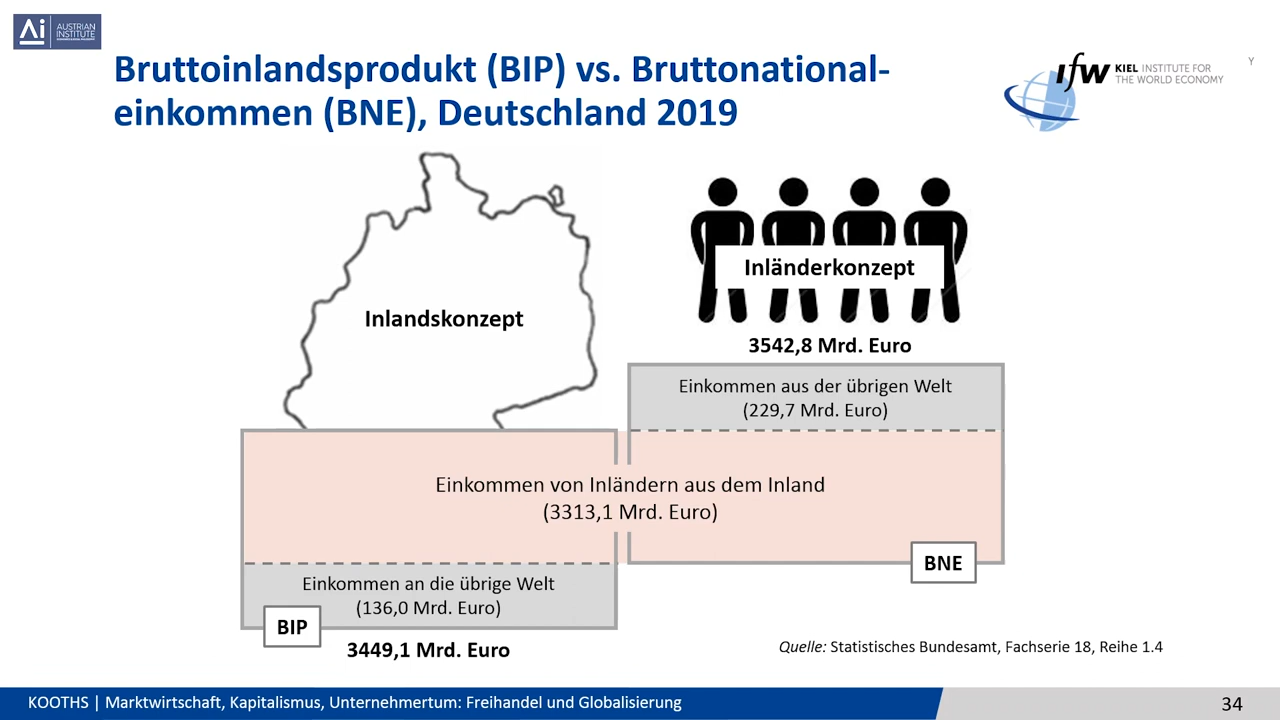 Ai AUSTRIAN
INSTITUTE
Bruttoinlandsprodukt (BIP) vs. Bruttonational-
einkommen (BNE), Deutschland 2019
ifw KIEL INSTITUTE FOR
THE WORLD ECONOMY
Y
Inlandskonzept
Inländerkonzept
3542,8 Mrd. Euro
Einkommen aus der übrigen Welt
(229,7 Mrd. Euro)
Einkommen von Inländern aus dem Inland
(3313,1 Mrd. Euro)
BNE
Einkommen an die übrige Welt
(136,0 Mrd. Euro)
BIP
3449,1 Mrd. Euro
Quelle: Statistisches Bundesamt, Fachserie 18, Reihe 1.4
KOOTHS | Marktwirtschaft, Kapitalismus, Unternehmertum: Freihandel und Globalisierung
34